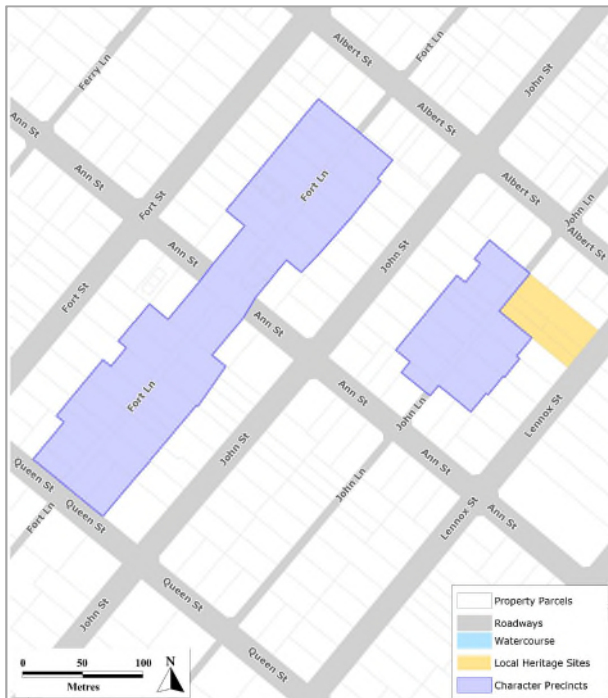 Albert St
Fort Ln
John St
Ferry Ln
Ann St
Albert St
Ann St
Fort Ln
Albert St
Fort St
John Ln
Albert St
John St
Ann St
Fort St
Ann St
Fort Ln
Lennox St
John Ln
Ann St
John St
Queen St
John Ln
Ann St
Lennox St
Queen St
Fort Ln
Queen St
John St
Queen St
Property Parcels
Roadways
Watercourse
Local Heritage Sites
Character Precincts
0 50 100
Metres
N